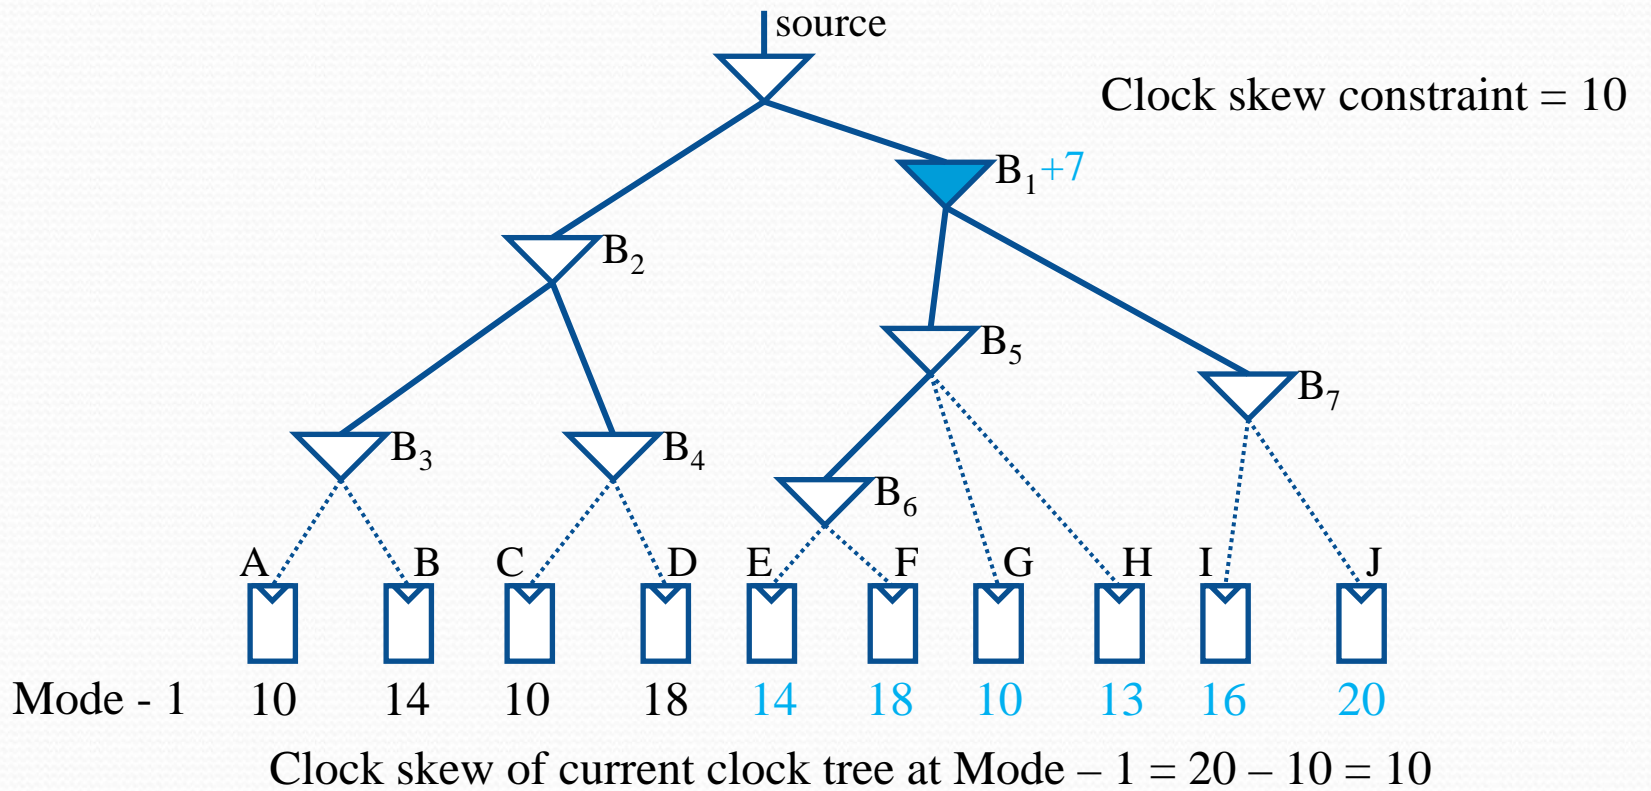 source
Clock skew constraint = 10
B1+7
B2
B5
B7
B3
B4
B6
A B C D E F G H I J
Mode - 1 10 14 10 18 14 18 10 13 16 20
Clock skew of current clock tree at Mode – 1 = 20 – 10 = 10